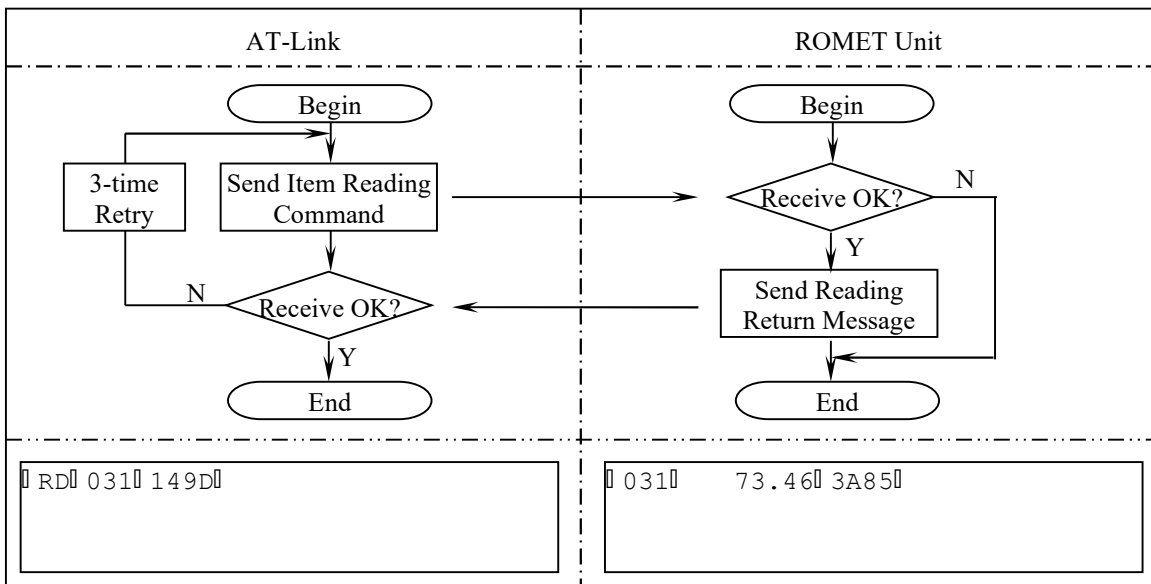 AT-Link
ROMET Unit
Begin
3-time
Retry
Send Item Reading
Command
Receive OK?
N
Y
End
Begin
Receive OK?
N
Y
Send Reading
Return Message
End
▯RD▯031▯149D▯
▯031▯   73.46▯3A85▯